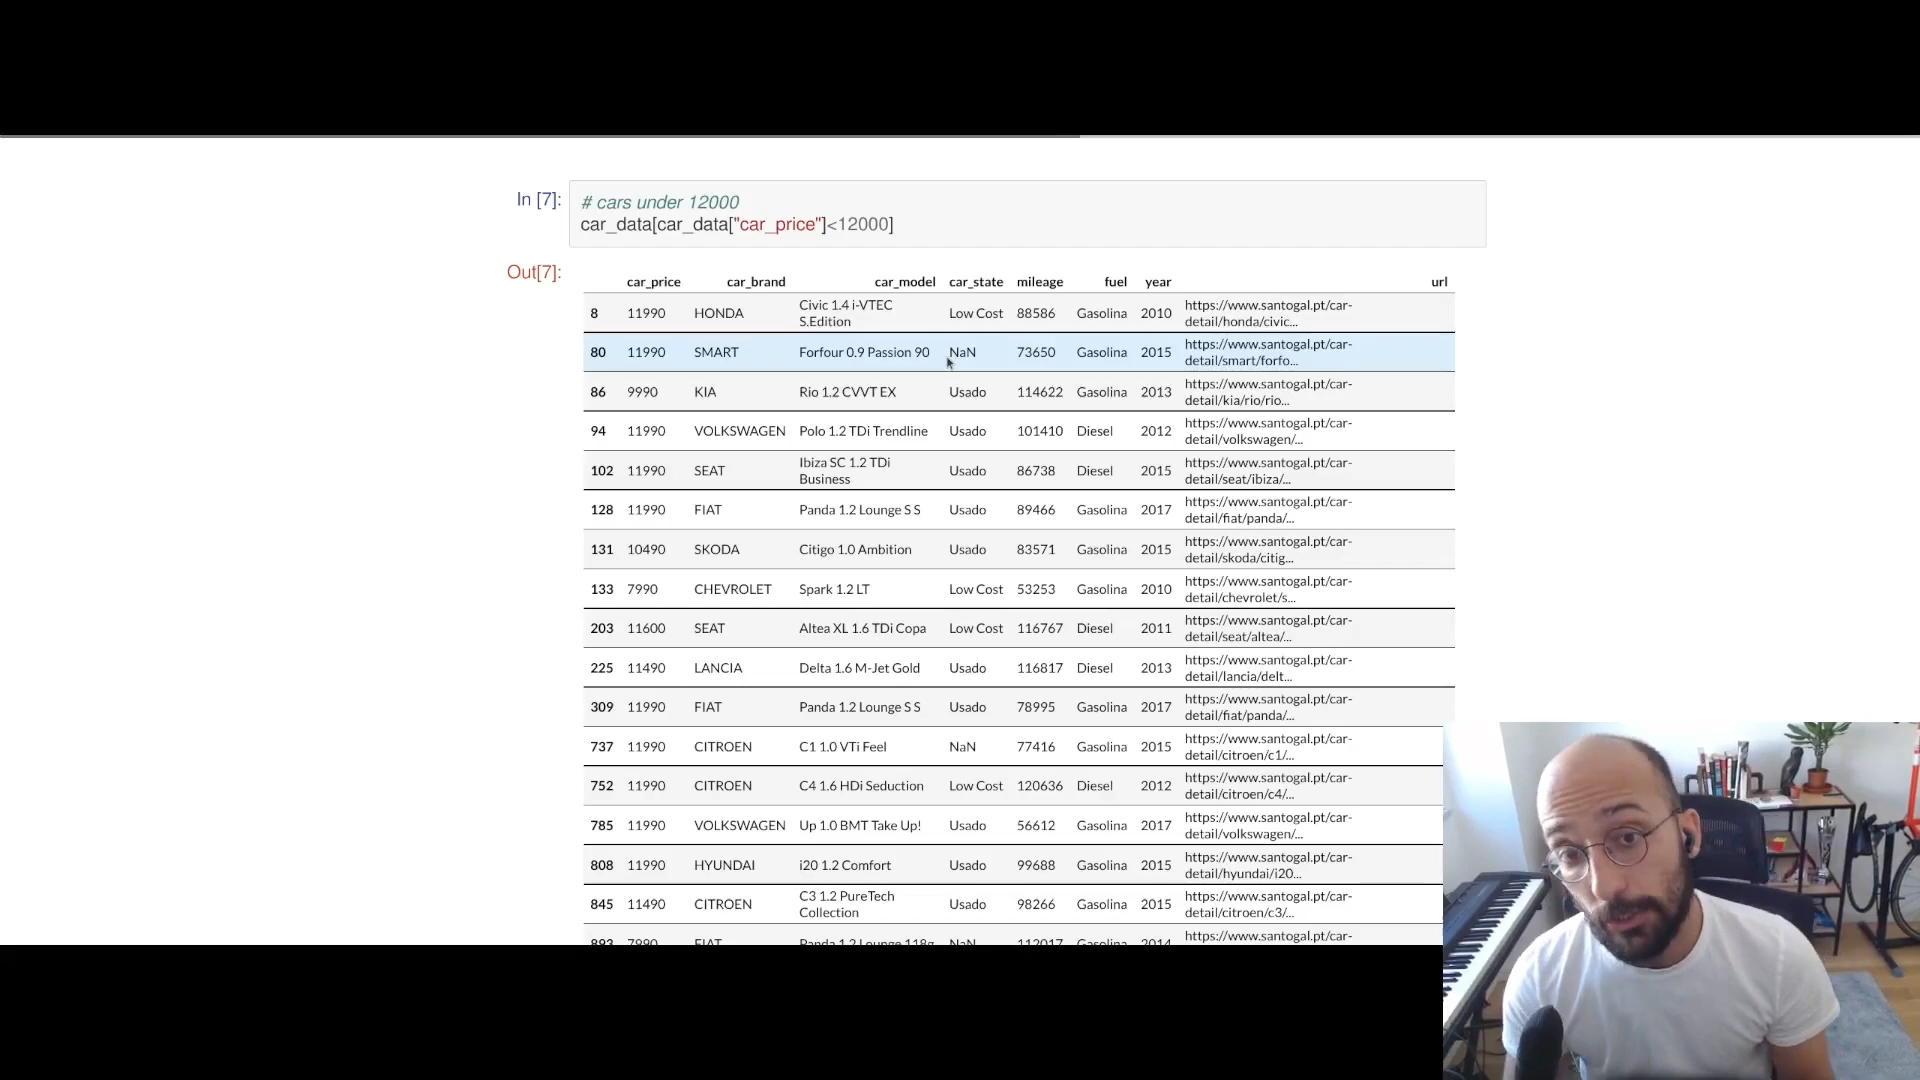 In [7]:
# cars under 12000
car_data[car_data["car_price"]<12000]
Out[7]:
car_price car_brand car_model car_state mileage fuel year url
8 11990 HONDA Civic 1.4 i-VTEC S.Edition Low Cost 88586 Gasolina 2010 https://www.santogal.pt/car-detail/honda/civic...
80 11990 SMART Forfour 0.9 Passion 90 NaN 73650 Gasolina 2015 https://www.santogal.pt/car-detail/smart/forfo...
86 9990 KIA Rio 1.2 CVVT EX Usado 114622 Gasolina 2013 https://www.santogal.pt/car-detail/kia/rio/rio...
94 11990 VOLKSWAGEN Polo 1.2 TDi Trendline Usado 101410 Diesel 2012 https://www.santogal.pt/car-detail/volkswagen/...
102 11990 SEAT Ibiza SC 1.2 TDi Business Usado 86738 Diesel 2015 https://www.santogal.pt/car-detail/seat/ibiza/...
128 11990 FIAT Panda 1.2 Lounge S S Usado 89466 Gasolina 2017 https://www.santogal.pt/car-detail/fiat/panda/...
131 10490 SKODA Citigo 1.0 Ambition Usado 83571 Gasolina 2015 https://www.santogal.pt/car-detail/skoda/citig...
133 7990 CHEVROLET Spark 1.2 LT Low Cost 53253 Gasolina 2010 https://www.santogal.pt/car-detail/chevrolet/s...
203 11600 SEAT Altea XL 1.6 TDi Copa Low Cost 116767 Diesel 2011 https://www.santogal.pt/car-detail/seat/altea/...
225 11490 LANCIA Delta 1.6 M-Jet Gold Usado 116817 Diesel 2013 https://www.santogal.pt/car-detail/lancia/delt...
309 11990 FIAT Panda 1.2 Lounge S S Usado 78995 Gasolina 2017 https://www.santogal.pt/car-detail/fiat/panda/...
737 11990 CITROEN C1 1.0 VTi Feel NaN 77416 Gasolina 2015 https://www.santogal.pt/car-detail/citroen/c1/...
752 11990 CITROEN C4 1.6 HDi Seduction Low Cost 120636 Diesel 2012 https://www.santogal.pt/car-detail/citroen/c4/...
785 11990 VOLKSWAGEN Up 1.0 BMT Take Up! Usado 56612 Gasolina 2017 https://www.santogal.pt/car-detail/volkswagen/...
808 11990 HYUNDAI i20 1.2 Comfort Usado 99688 Gasolina 2015 https://www.santogal.pt/car-detail/hyundai/i20...
845 11490 CITROEN C3 1.2 PureTech Collection Usado 98266 Gasolina 2015 https://www.santogal.pt/car-detail/citroen/c3/...
893 7990 FIAT Panda 1.2 Lounge 118g NaN 112017 Gasolina 2014 https://www.santogal.pt/car-